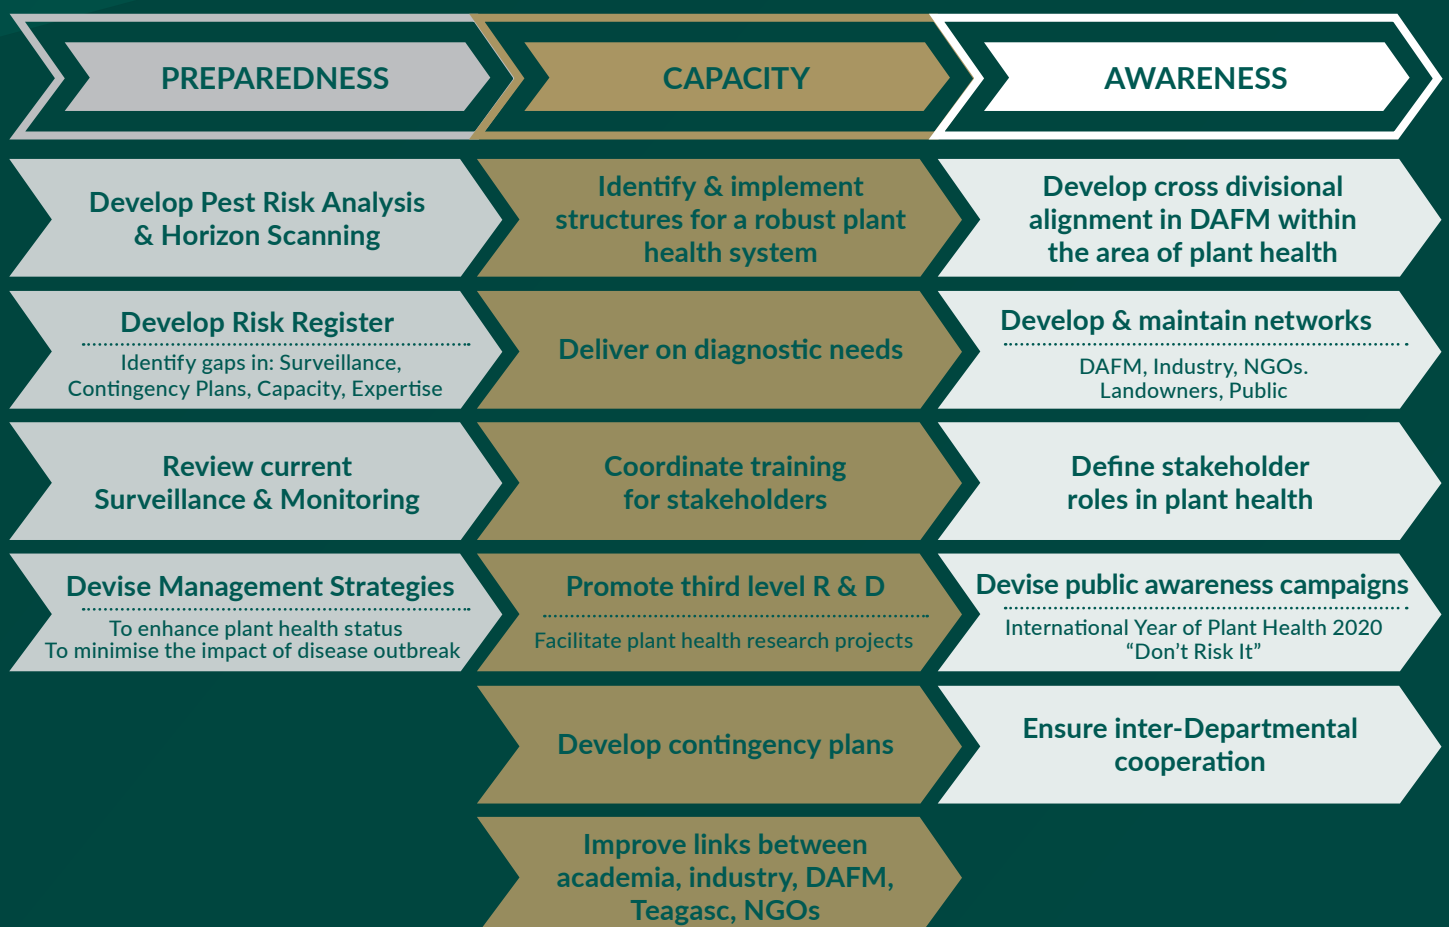 PREPAREDNESS
CAPACITY
AWARENESS
Develop Pest Risk Analysis
& Horizon Scanning
Identify & implement
structures for a robust plant
health system
Develop cross divisional
alignment in DAFM within
the area of plant health
Develop Risk Register
Identify gaps in: Surveillance,
Contingency Plans, Capacity, Expertise
Deliver on diagnostic needs
Develop & maintain networks
DAFM, Industry, NGOs.
Landowners, Public
Review current
Surveillance & Monitoring
Coordinate training
for stakeholders
Define stakeholder
roles in plant health
Devise Management Strategies
To enhance plant health status
To minimise the impact of disease outbreak
Promote third level R & D
Facilitate plant health research projects
Devise public awareness campaigns
International Year of Plant Health 2020
“Don’t Risk It”
Develop contingency plans
Ensure inter-Departmental
cooperation
Improve links between
academia, industry, DAFM,
Teagasc, NGOs